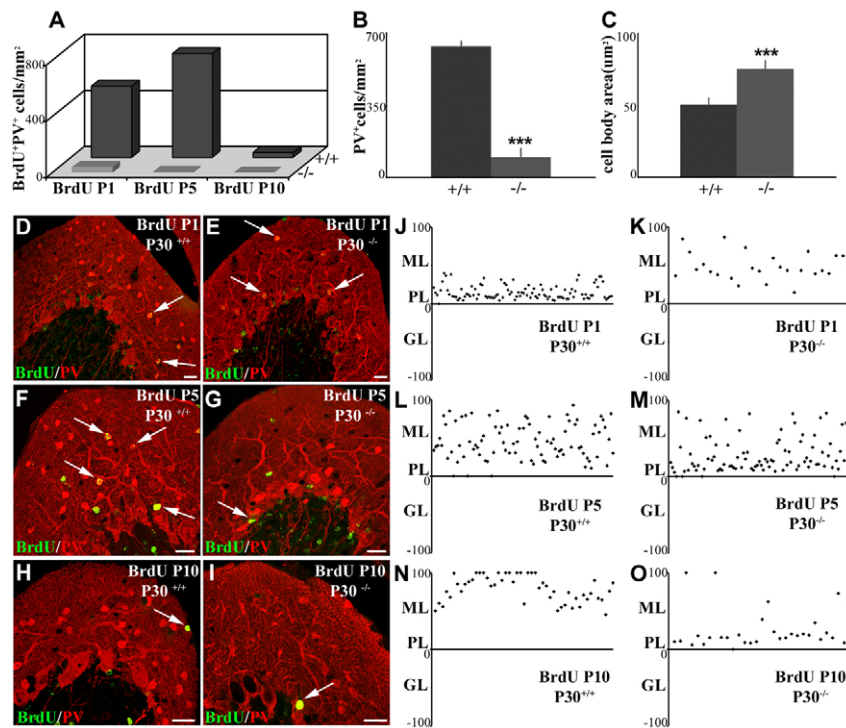 A
BrdU⁺PV⁺ cells/mm²
800
400
0
BrdU P1 BrdU P5 BrdU P10
+/+
-/-
B
PV⁺cells/mm²
700
350
0
+/+ -/-
***
C
cell body area(um²)
100
50
0
+/+ -/-
***
D
BrdU P1
P30 +/+
BrdU/PV
E
BrdU P1
P30 -/-
BrdU/PV
F
BrdU P5
P30 +/+
BrdU/PV
G
BrdU P5
P30 -/-
BrdU/PV
H
BrdU P10
P30 +/+
BrdU/PV
I
BrdU P10
P30 -/-
BrdU/PV
J
100
ML
PL
0
GL
-100
BrdU P1
P30+/+
K
100
ML
PL
0
GL
-100
BrdU P1
P30-/-
L
100
ML
PL
0
GL
-100
BrdU P5
P30+/+
M
100
ML
PL
0
GL
-100
BrdU P5
P30-/-
N
100
ML
PL
0
GL
-100
BrdU P10
P30+/+
O
100
ML
PL
0
GL
-100
BrdU P10
P30-/-